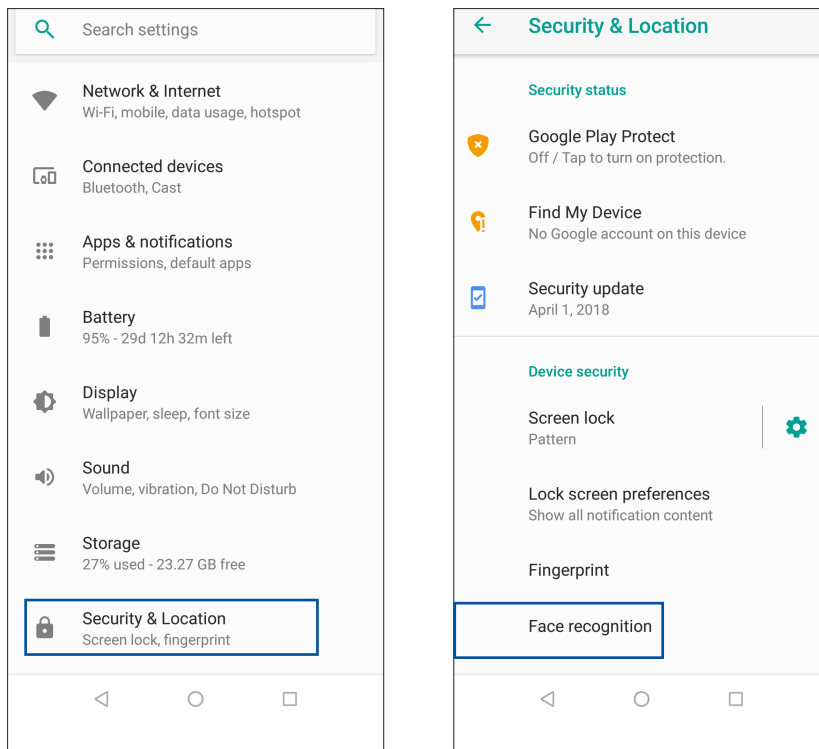 Search settings
Network & Internet
Wi-Fi, mobile, data usage, hotspot
Connected devices
Bluetooth, Cast
Apps & notifications
Permissions, default apps
Battery
95% - 29d 12h 32m left
Display
Wallpaper, sleep, font size
Sound
Volume, vibration, Do Not Disturb
Storage
27% used - 23.27 GB free
Security & Location
Screen lock, fingerprint
Security & Location
Security status
Google Play Protect
Off / Tap to turn on protection.
Find My Device
No Google account on this device
Security update
April 1, 2018
Device security
Screen lock
Pattern
Lock screen preferences
Show all notification content
Fingerprint
Face recognition